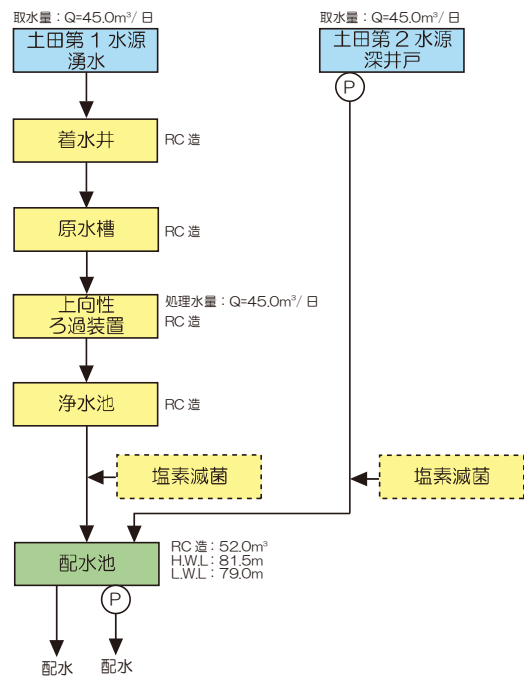 取水量：Q=45.0m³/日
取水量：Q=45.0m³/日
土田第1水源
湧水
土田第2水源
深井戸
P
着水井
RC造
原水槽
RC造
上向性
ろ過装置
処理水量：Q=45.0m³/日
RC造
浄水池
RC造
塩素滅菌
塩素滅菌
配水池
RC造：52.0m³
H.W.L：81.5m
L.W.L：79.0m
P
配水
配水